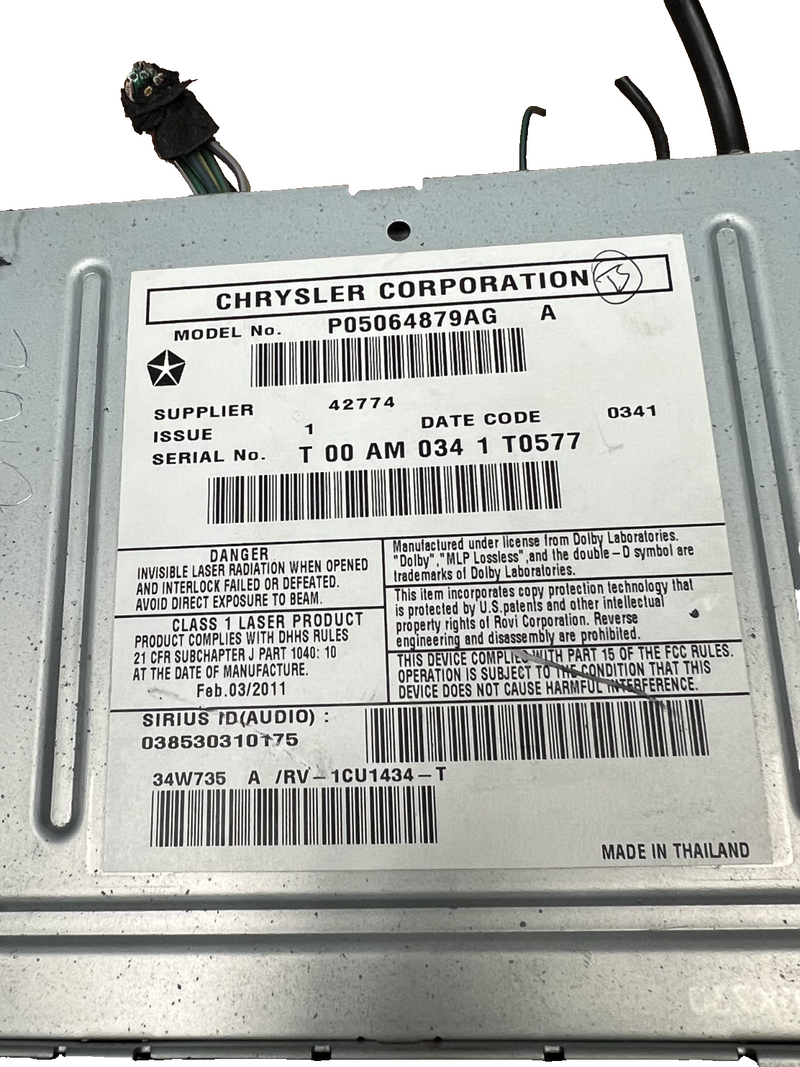 CHRYSLER CORPORATION
MODEL No. P05064879AG A
SUPPLIER 42774
ISSUE 1 DATE CODE 0341
SERIAL No. T 00 AM 034 1 T0577
DANGER
INVISIBLE LASER RADIATION WHEN OPENED
AND INTERLOCK FAILED OR DEFEATED.
AVOID DIRECT EXPOSURE TO BEAM.
CLASS 1 LASER PRODUCT
PRODUCT COMPLIES WITH DHHS RULES
21 CFR SUBCHAPTER J PART 1040: 10
AT THE DATE OF MANUFACTURE.
Feb.03/2011
Manufactured under license from Dolby Laboratories.
"Dolby","MLP Lossless",and the double-D symbol are
trademarks of Dolby Laboratories.
This item incorporates copy protection technology that
is protected by U.S.patents and other intellectual
property rights of Rovi Corporation. Reverse
engineering and disassembly are prohibited.
THIS DEVICE COMPLIES WITH PART 15 OF THE FCC RULES.
OPERATION IS SUBJECT TO THE CONDITION THAT THIS
DEVICE DOES NOT CAUSE HARMFUL INTERFERENCE.
SIRIUS ID(AUDIO) :
038530310175
34W735 A /RV-1CU1434-T
MADE IN THAILAND